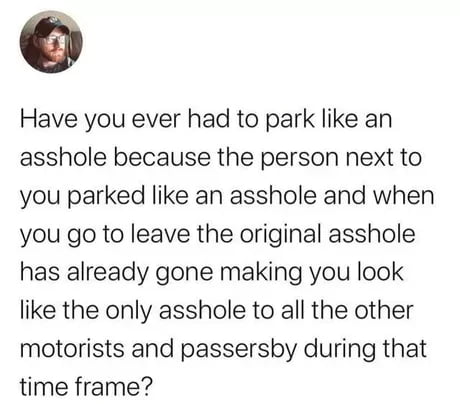 Have you ever had to park like an
asshole because the person next to
you parked like an asshole and when
you go to leave the original asshole
has already gone making you look
like the only asshole to all the other
motorists and passersby during that
time frame?